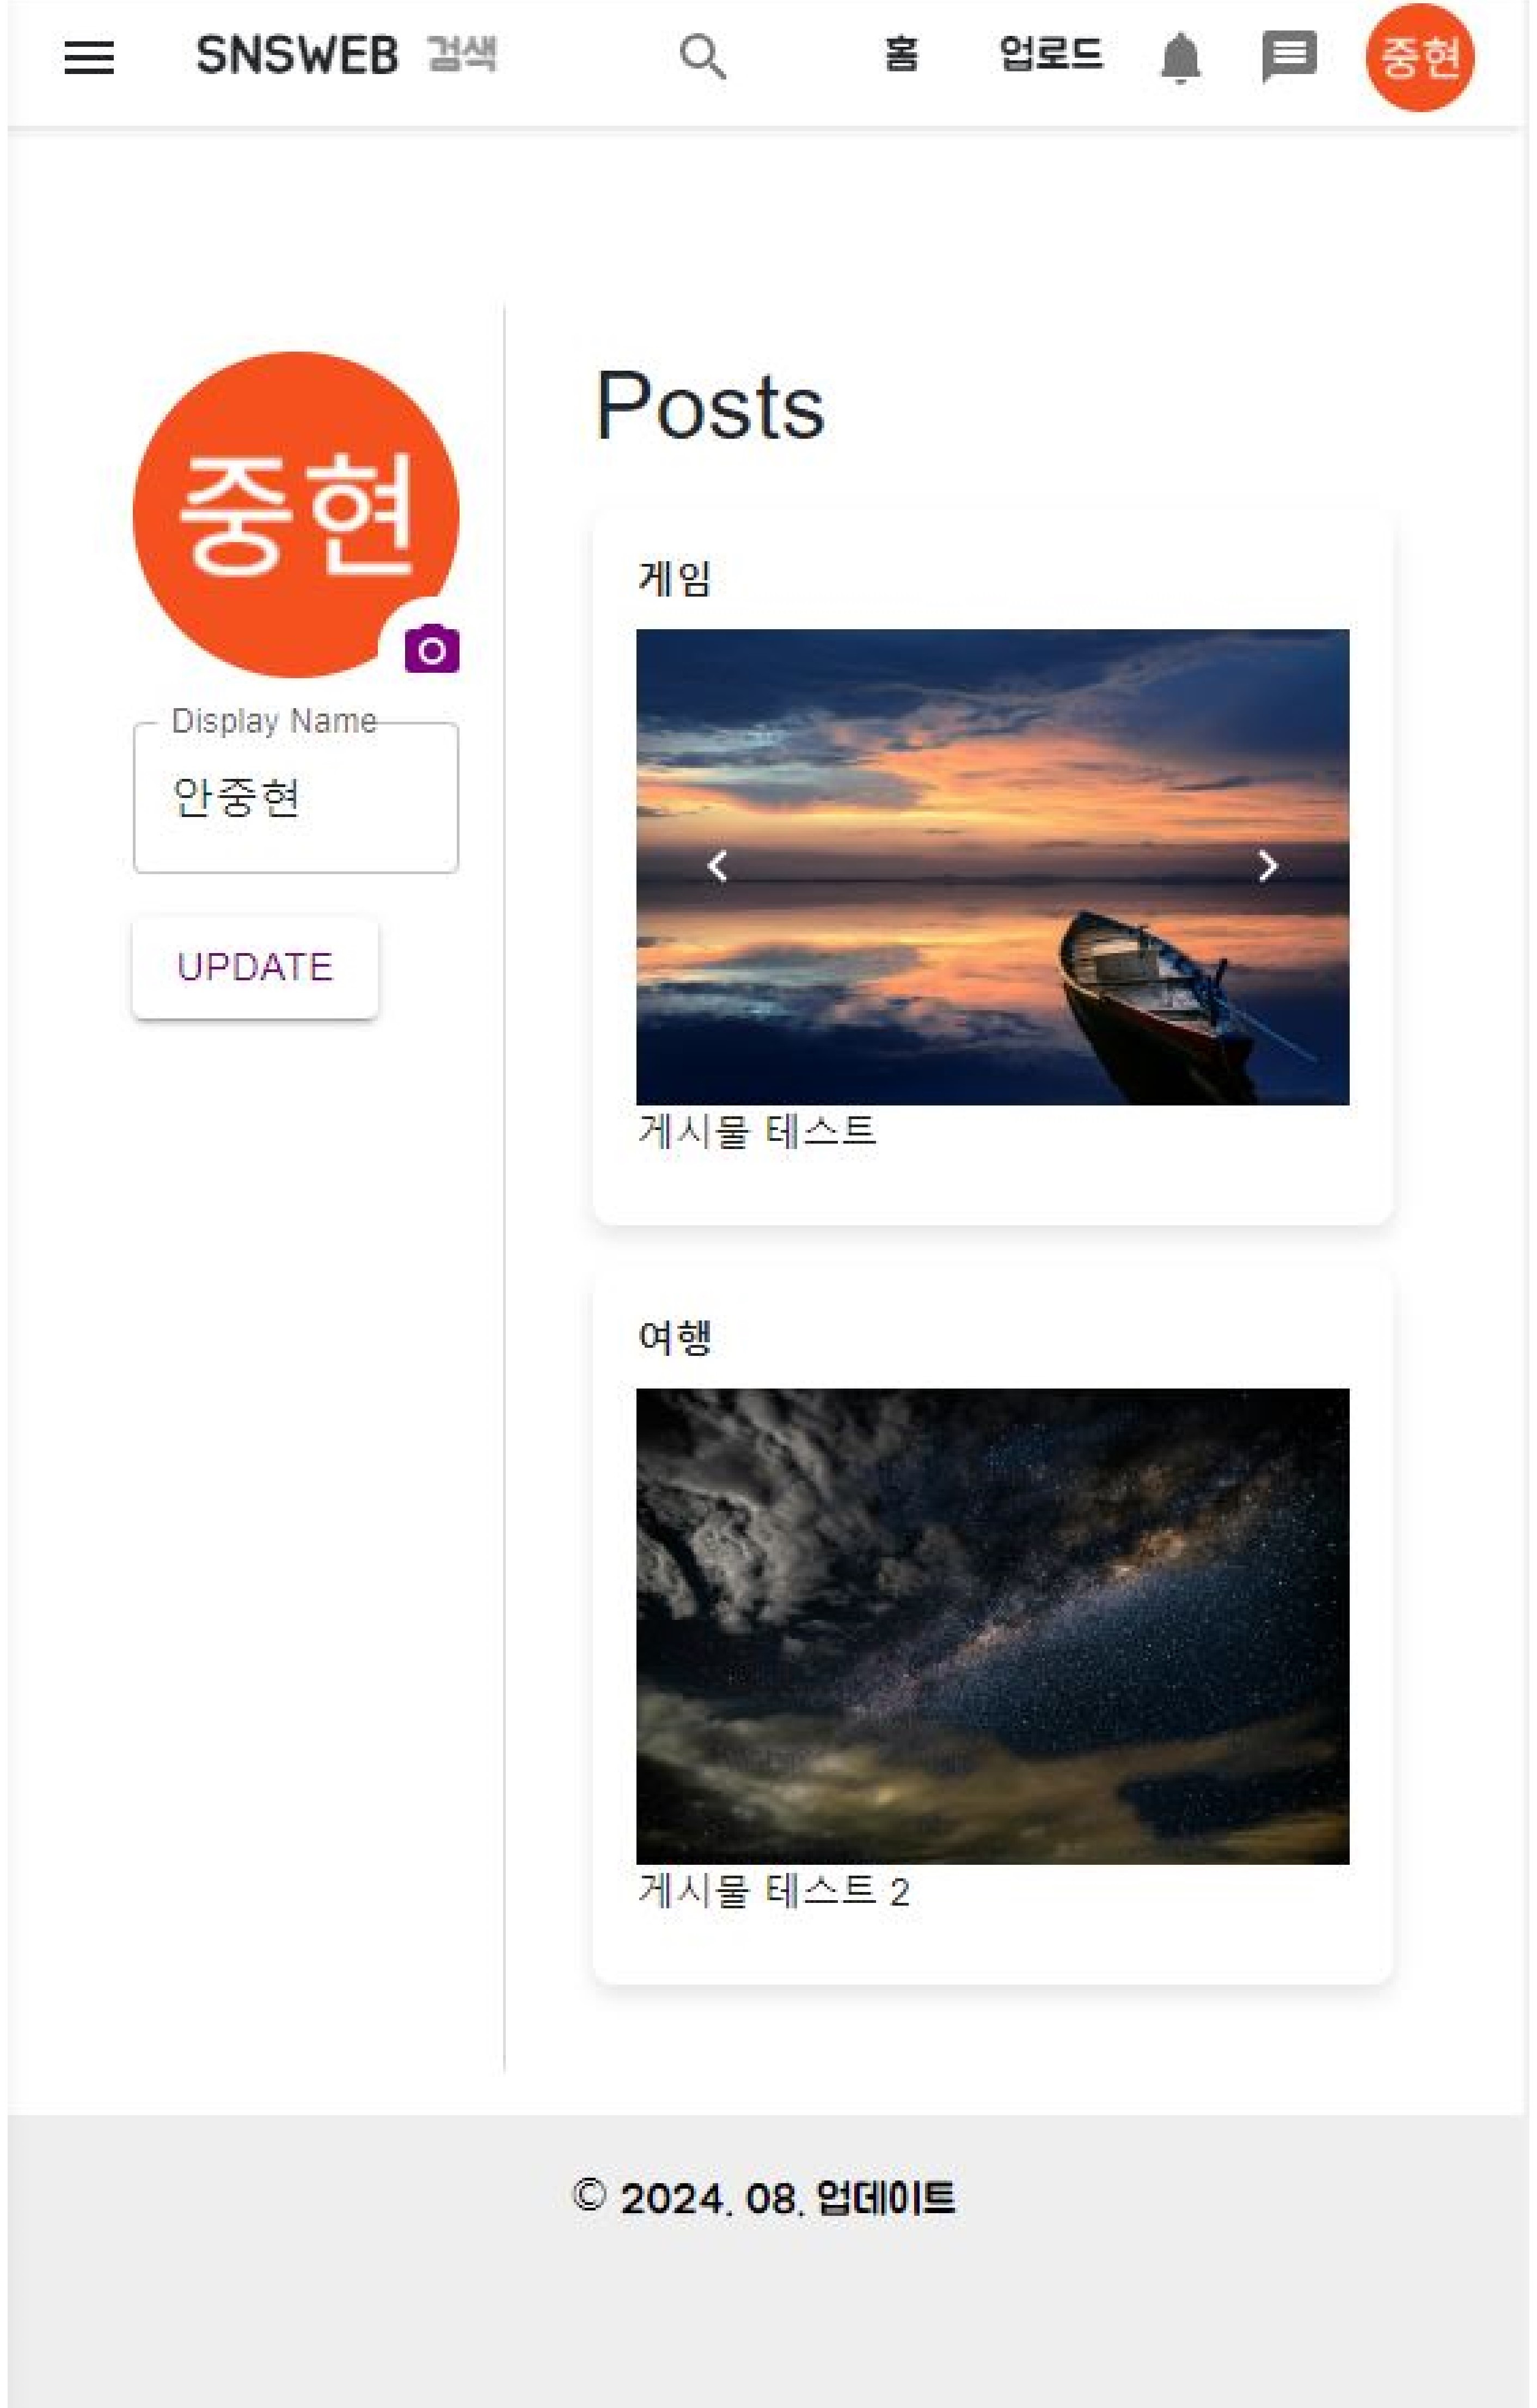 SNSWEB 검색 홈 업로드 중현
중현
Display Name
안중현
UPDATE
Posts
게임
게시물 테스트
여행
게시물 테스트 2
© 2024. 08. 업데이트